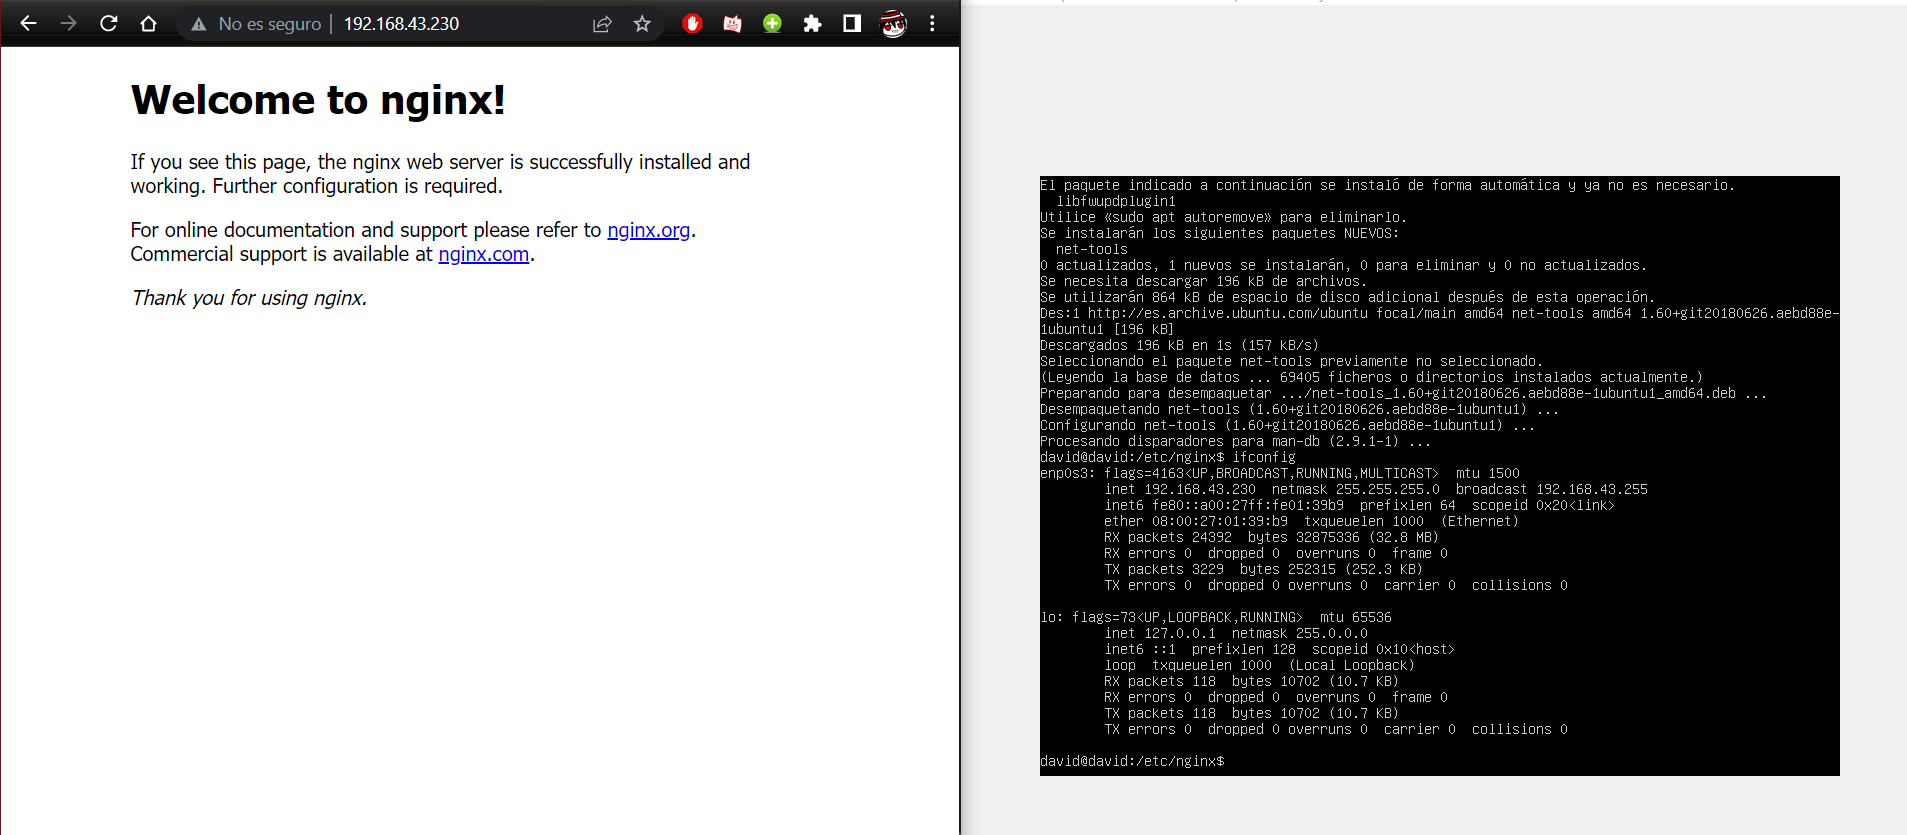 No es seguro | 192.168.43.230
Welcome to nginx!
If you see this page, the nginx web server is successfully installed and
working. Further configuration is required.
For online documentation and support please refer to nginx.org.
Commercial support is available at nginx.com.
Thank you for using nginx.
El paquete indicado a continuación se instaló de forma automática y ya no es necesario.
  libfwupdplugin1
Utilice «sudo apt autoremove» para eliminarlo.
Se instalarán los siguientes paquetes NUEVOS:
  net-tools
0 actualizados, 1 nuevos se instalarán, 0 para eliminar y 0 no actualizados.
Se necesita descargar 196 kB de archivos.
Se utilizarán 864 kB de espacio de disco adicional después de esta operación.
Des:1 http://es.archive.ubuntu.com/ubuntu focal/main amd64 net-tools amd64 1.60+git20180626.aebd88e-
1ubuntu1 [196 kB]
Descargados 196 kB en 1s (157 kB/s)
Seleccionando el paquete net-tools previamente no seleccionado.
(Leyendo la base de datos ... 69405 ficheros o directorios instalados actualmente.)
Preparando para desempaquetar .../net-tools_1.60+git20180626.aebd88e-1ubuntu1_amd64.deb ...
Desempaquetando net-tools (1.60+git20180626.aebd88e-1ubuntu1) ...
Configurando net-tools (1.60+git20180626.aebd88e-1ubuntu1) ...
Procesando disparadores para man-db (2.9.1-1) ...
david@david:/etc/nginx$ ifconfig
enp0s3: flags=4163<UP,BROADCAST,RUNNING,MULTICAST>  mtu 1500
        inet 192.168.43.230  netmask 255.255.255.0  broadcast 192.168.43.255
        inet6 fe80::a00:27ff:fe01:39b9  prefixlen 64  scopeid 0x20<link>
        ether 08:00:27:01:39:b9  txqueuelen 1000  (Ethernet)
        RX packets 24392  bytes 32875336 (32.8 MB)
        RX errors 0  dropped 0  overruns 0  frame 0
        TX packets 3229  bytes 252315 (252.3 KB)
        TX errors 0  dropped 0 overruns 0  carrier 0  collisions 0
lo: flags=73<UP,LOOPBACK,RUNNING>  mtu 65536
        inet 127.0.0.1  netmask 255.0.0.0
        inet6 ::1  prefixlen 128  scopeid 0x10<host>
        loop  txqueuelen 1000  (Local Loopback)
        RX packets 118  bytes 10702 (10.7 KB)
        RX errors 0  dropped 0  overruns 0  frame 0
        TX packets 118  bytes 10702 (10.7 KB)
        TX errors 0  dropped 0 overruns 0  carrier 0  collisions 0
david@david:/etc/nginx$